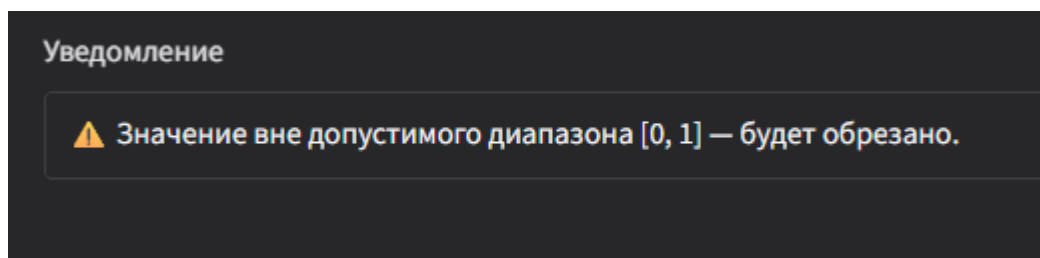 Уведомление
⚠ Значение вне допустимого диапазона [0, 1] — будет обрезано.